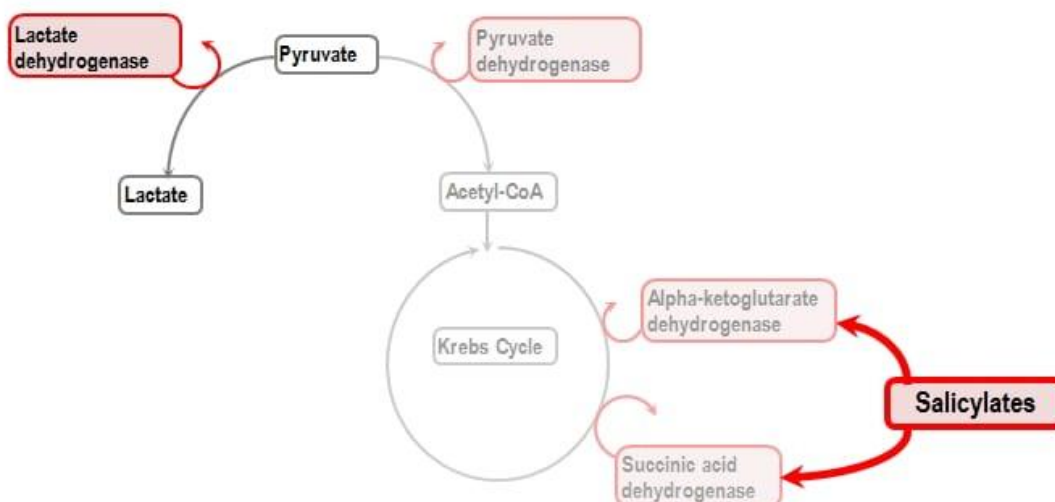 Lactate
dehydrogenase
Pyruvate
Pyruvate
dehydrogenase
Lactate
Acetyl-CoA
Krebs Cycle
Alpha-ketoglutarate
dehydrogenase
Salicylates
Succinic acid
dehydrogenase